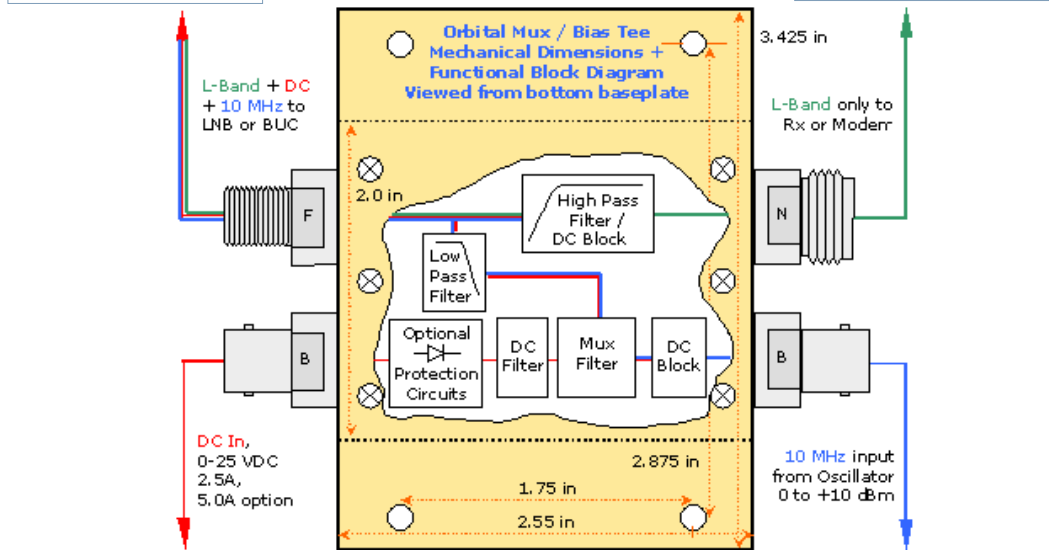 Orbital Mux / Bias Tee
Mechanical Dimensions +
Functional Block Diagram
Viewed from bottom baseplate
3.425 in
L-Band + DC
+ 10 MHz to
LNB or BUC
L-Band only to
Rx or Modem
2.0 in
F
N
High Pass
Filter /
DC Block
Low
Pass
Filter
Optional
Protection
Circuits
DC
Filter
Mux
Filter
DC
Block
B
B
DC In,
0-25 VDC
2.5A,
5.0A option
2.875 in
10 MHz input
from Oscillator
0 to +10 dBm
1.75 in
2.55 in